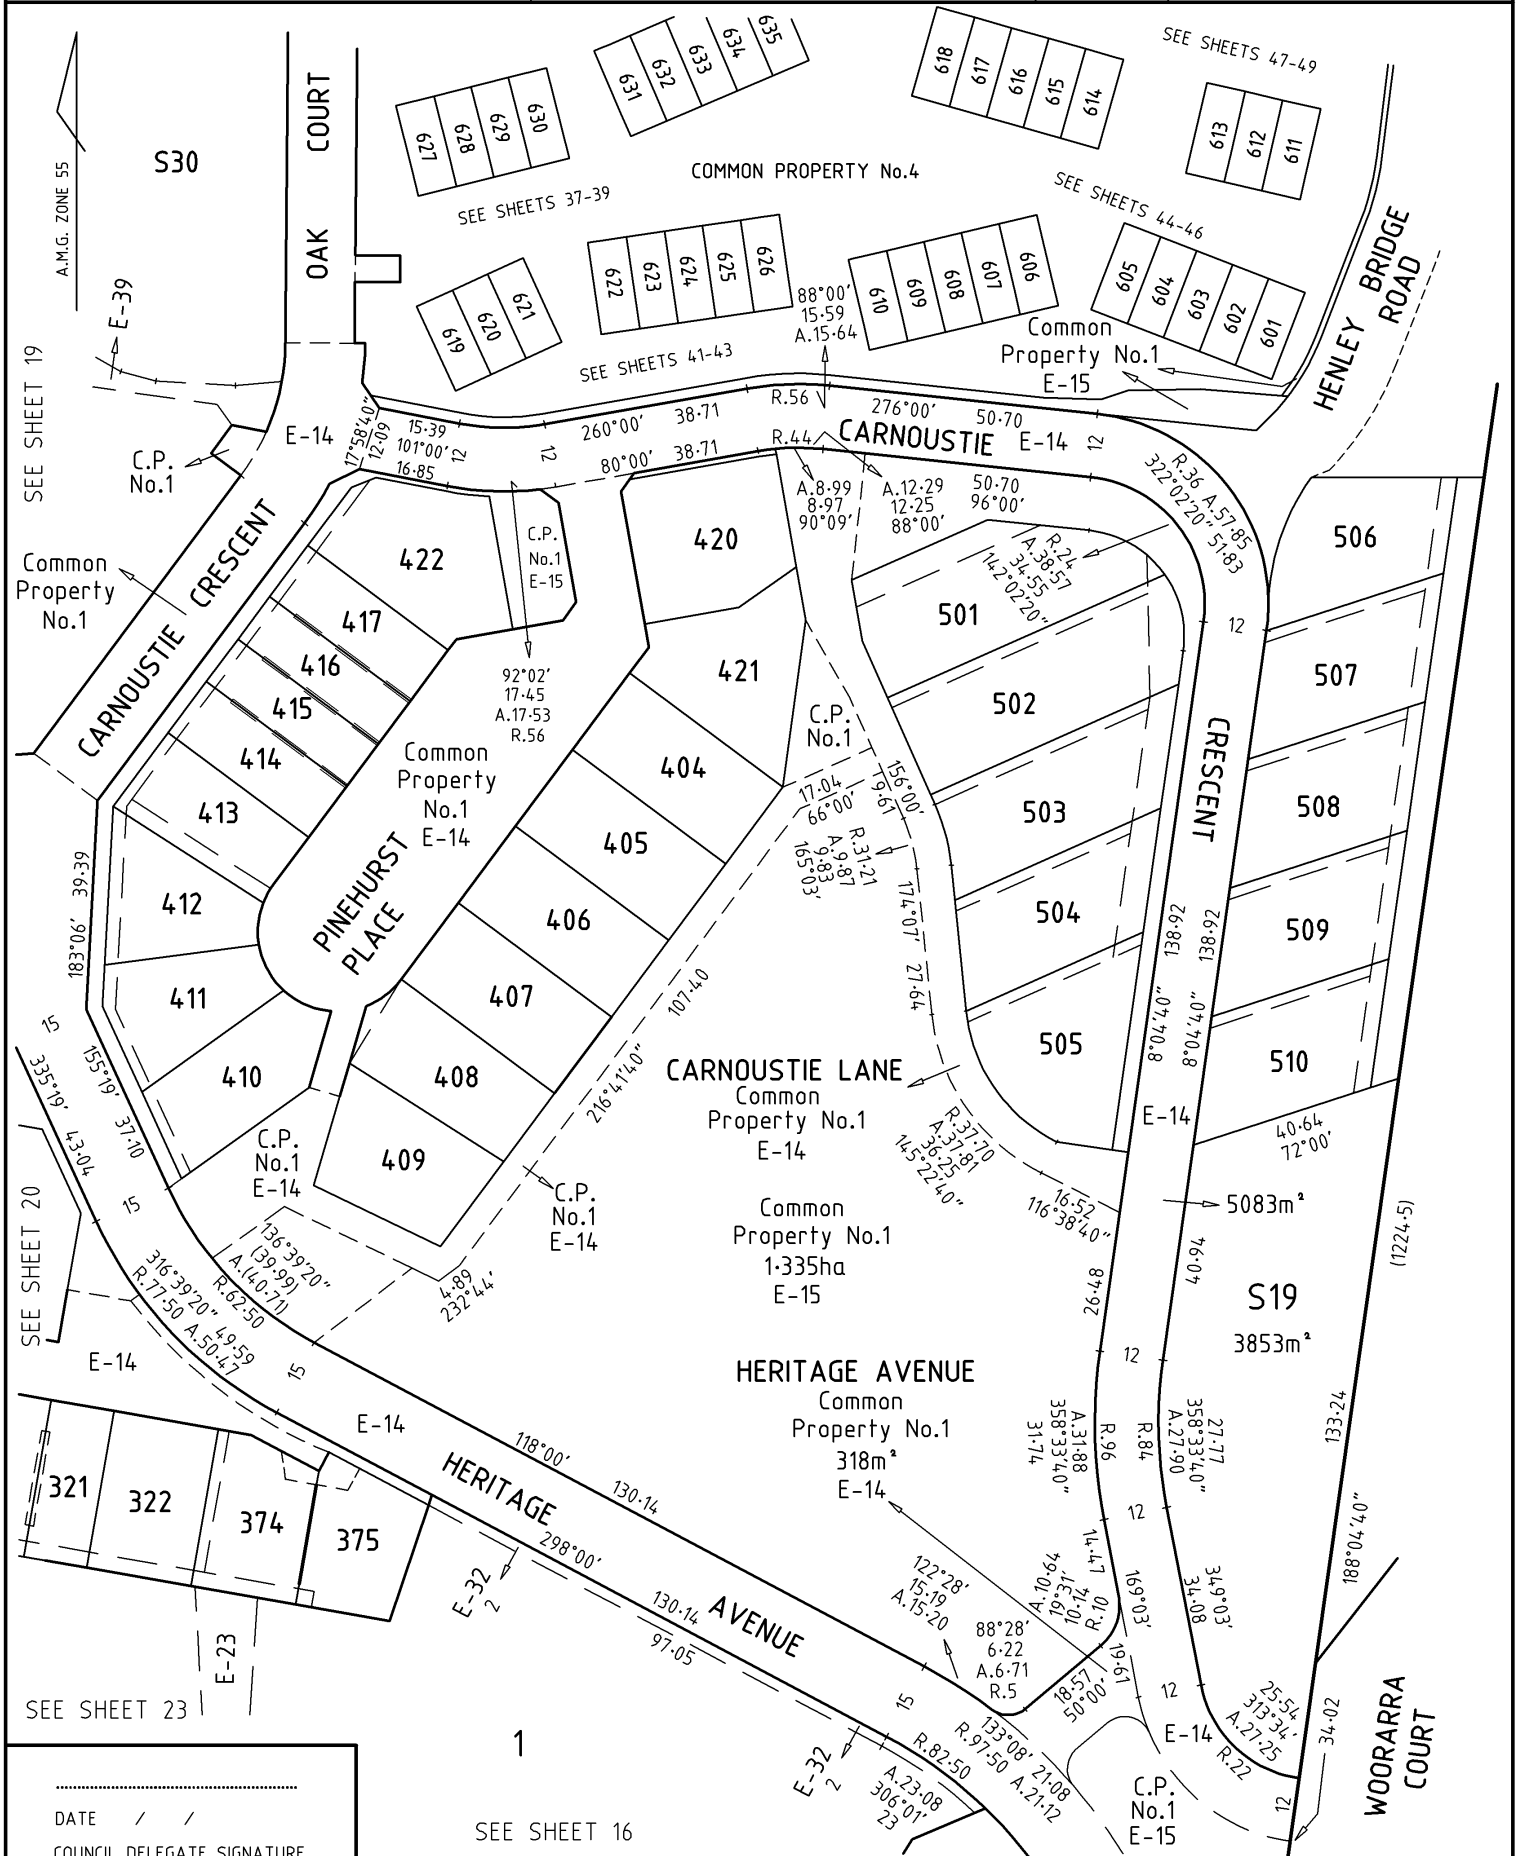 SEE SHEETS 47-49
635
634
633
632
631
618
617
616
615
614
613
612
611
COURT
OAK
630
629
628
627
S30
A.M.G. ZONE 55
COMMON PROPERTY No.4
SEE SHEETS 37-39
SEE SHEETS 44-46
E-39
622
623
624
625
626
621
620
619
88°00'
15·59
A.15·64
610
609
608
607
606
605
604
603
602
601
HENLEY BRIDGE
ROAD
SEE SHEETS 41-43
Common
Property No.1
E-15
SEE SHEET 19
E-14
C.P.
No.1
17°58'40"
12·09
15·39
101°00'
16·85
12
12
260°00'
38·71
80°00'
38·71
R.56
R.44
276°00'
50·70
CARNOUSTIE
E-14
12
50·70
96°00'
A.8·99
8·97
90°09'
A.12·29
12·25
88°00'
R.36 A.57·85
322°02'20" 51·83
R.24
A.38·57
34·55
142°02'20"
12
CARNOUSTIE CRESCENT
Common
Property
No.1
422
C.P.
No.1
E-15
420
421
417
416
415
414
413
412
411
410
92°02'
17·45
A.17·53
R.56
Common
Property
No.1
E-14
PINEHURST
PLACE
404
405
406
407
408
409
C.P.
No.1
17·04
66°00'
19·61
156°00'
R.31·21
A.9·87
9·83
165°03'
174°07'
27·64
501
502
503
504
505
506
507
508
509
510
CRESCENT
138·92
138·92
8°04'40"
8°04'40"
E-14
40·64
72°00'
39·39
183°06'
15
155°19'
37·10
335°19'
43·04
15
107·40
216°41'40"
CARNOUSTIE LANE
Common
Property No.1
E-14
R.37·70
A.37·81
36·25
145°22'40"
16·52
116°38'40"
5083m²
(1224·5)
C.P.
No.1
E-14
C.P.
No.1
E-14
Common
Property No.1
1·335ha
E-15
SEE SHEET 20
136°39'20"
(39·99)
A.(40·71)
R.62·50
316°39'20" 49·59
R.77·50 A.50·47
4·89
232°44'
26·48
40·94
S19
3853m²
E-14
15
12
HERITAGE AVENUE
Common
Property No.1
318m²
E-14
R.96
A.31·88
358°33'40"
31·74
R.84
27·77
358°33'40"
A.27·90
133·24
188°04'40"
E-14
118°00'
130·14
HERITAGE
AVENUE
298°00'
130·14
97·05
321
322
374
375
E-32
2
E-23
12
14·47
169°03'
349°03'
34·08
A.10·64
19°31'
10·14
R.10
122°28'
15·19
A.15·20
88°28'
6·22
A.6·71
R.5
19·61
18·57
50°00'
12
E-14
25·54
313°34'
A.27·25
R.22
34·02
12
WOORARRA
COURT
15
133°08' 21·08
R.97·50 A.21·12
R.82·50
A.23·08
306°01'
23
E-32
2
C.P.
No.1
E-15
SEE SHEET 23
1
SEE SHEET 16
DATE / /
COUNCIL DELEGATE SIGNATURE